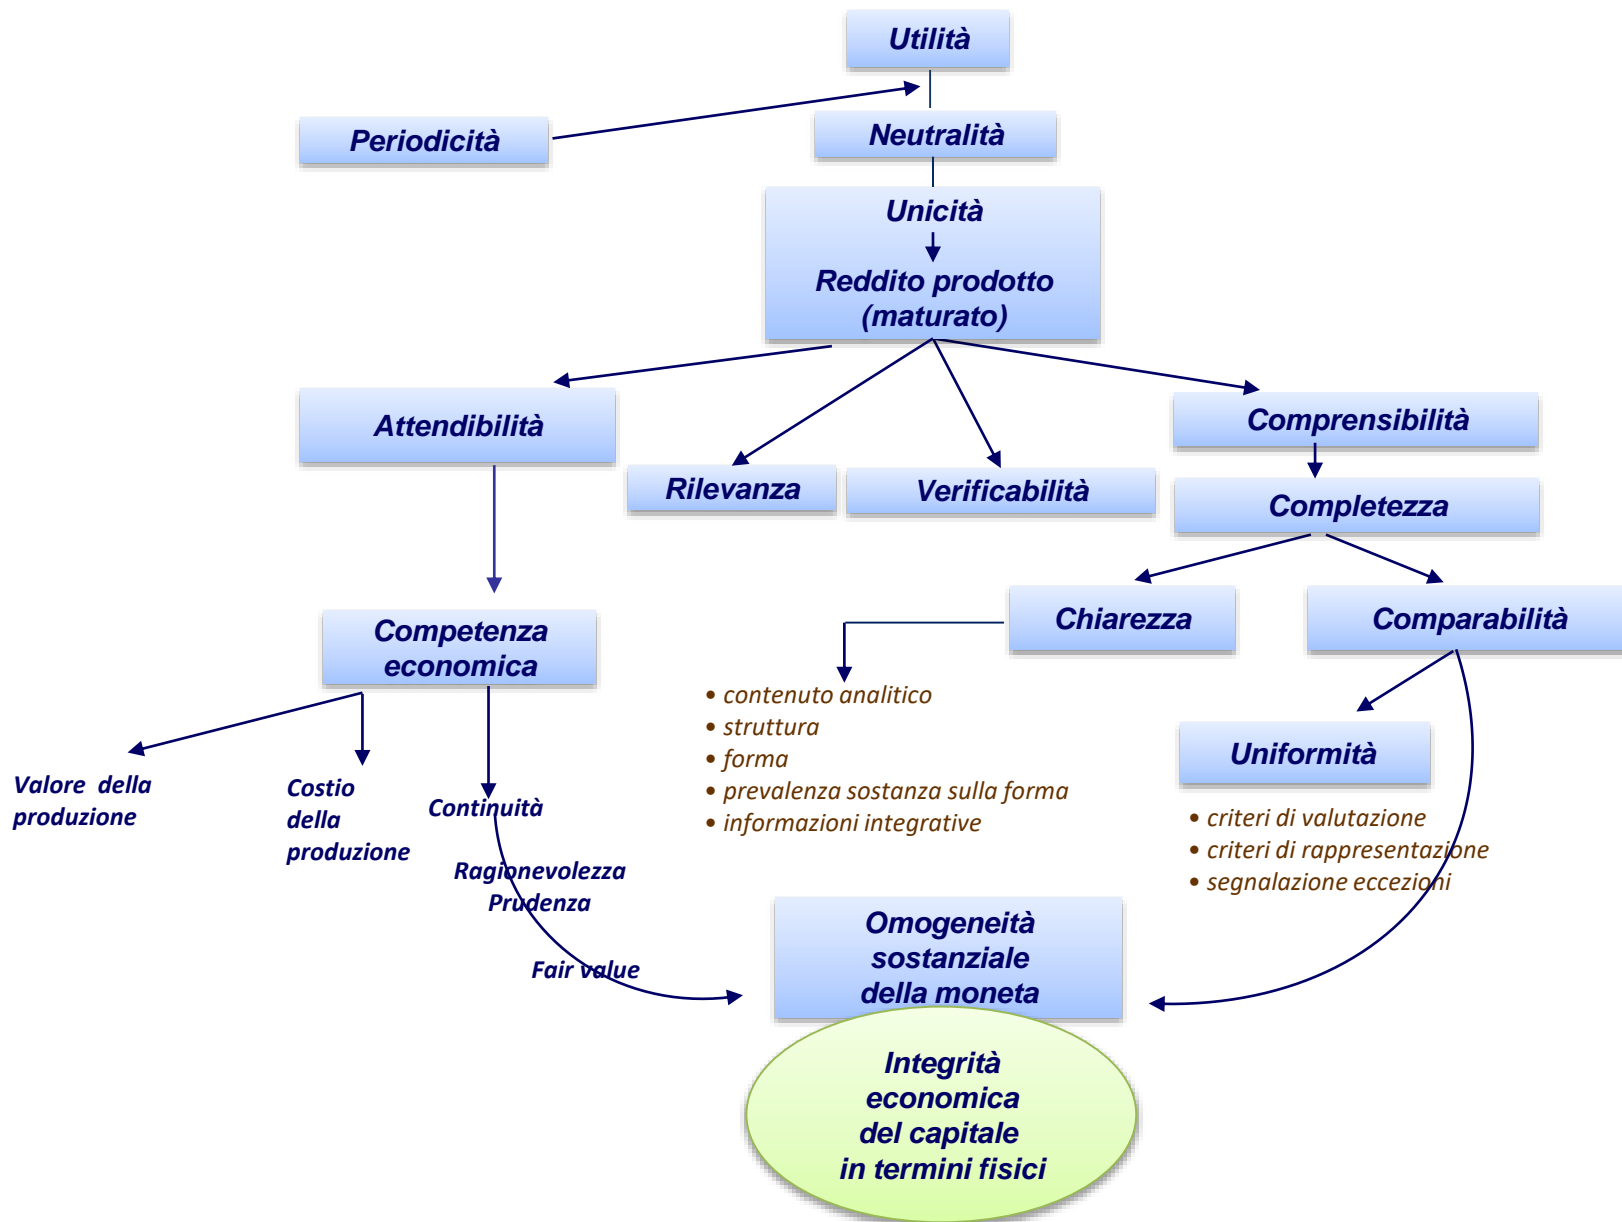 Utilità
Periodicità
Neutralità
Unicità
Reddito prodotto
(maturato)
Attendibilità
Comprensibilità
Rilevanza
Verificabilità
Completezza
Competenza
economica
Chiarezza
Comparabilità
• contenuto analitico
• struttura
• forma
• prevalenza sostanza sulla forma
• informazioni integrative
Uniformità
• criteri di valutazione
• criteri di rappresentazione
• segnalazione eccezioni
Valore della
produzione
Costio
della
produzione
Continuità
Ragionevolezza
Prudenza
Fair value
Omogeneità
sostanziale
della moneta
Integrità
economica
del capitale
in termini fisici